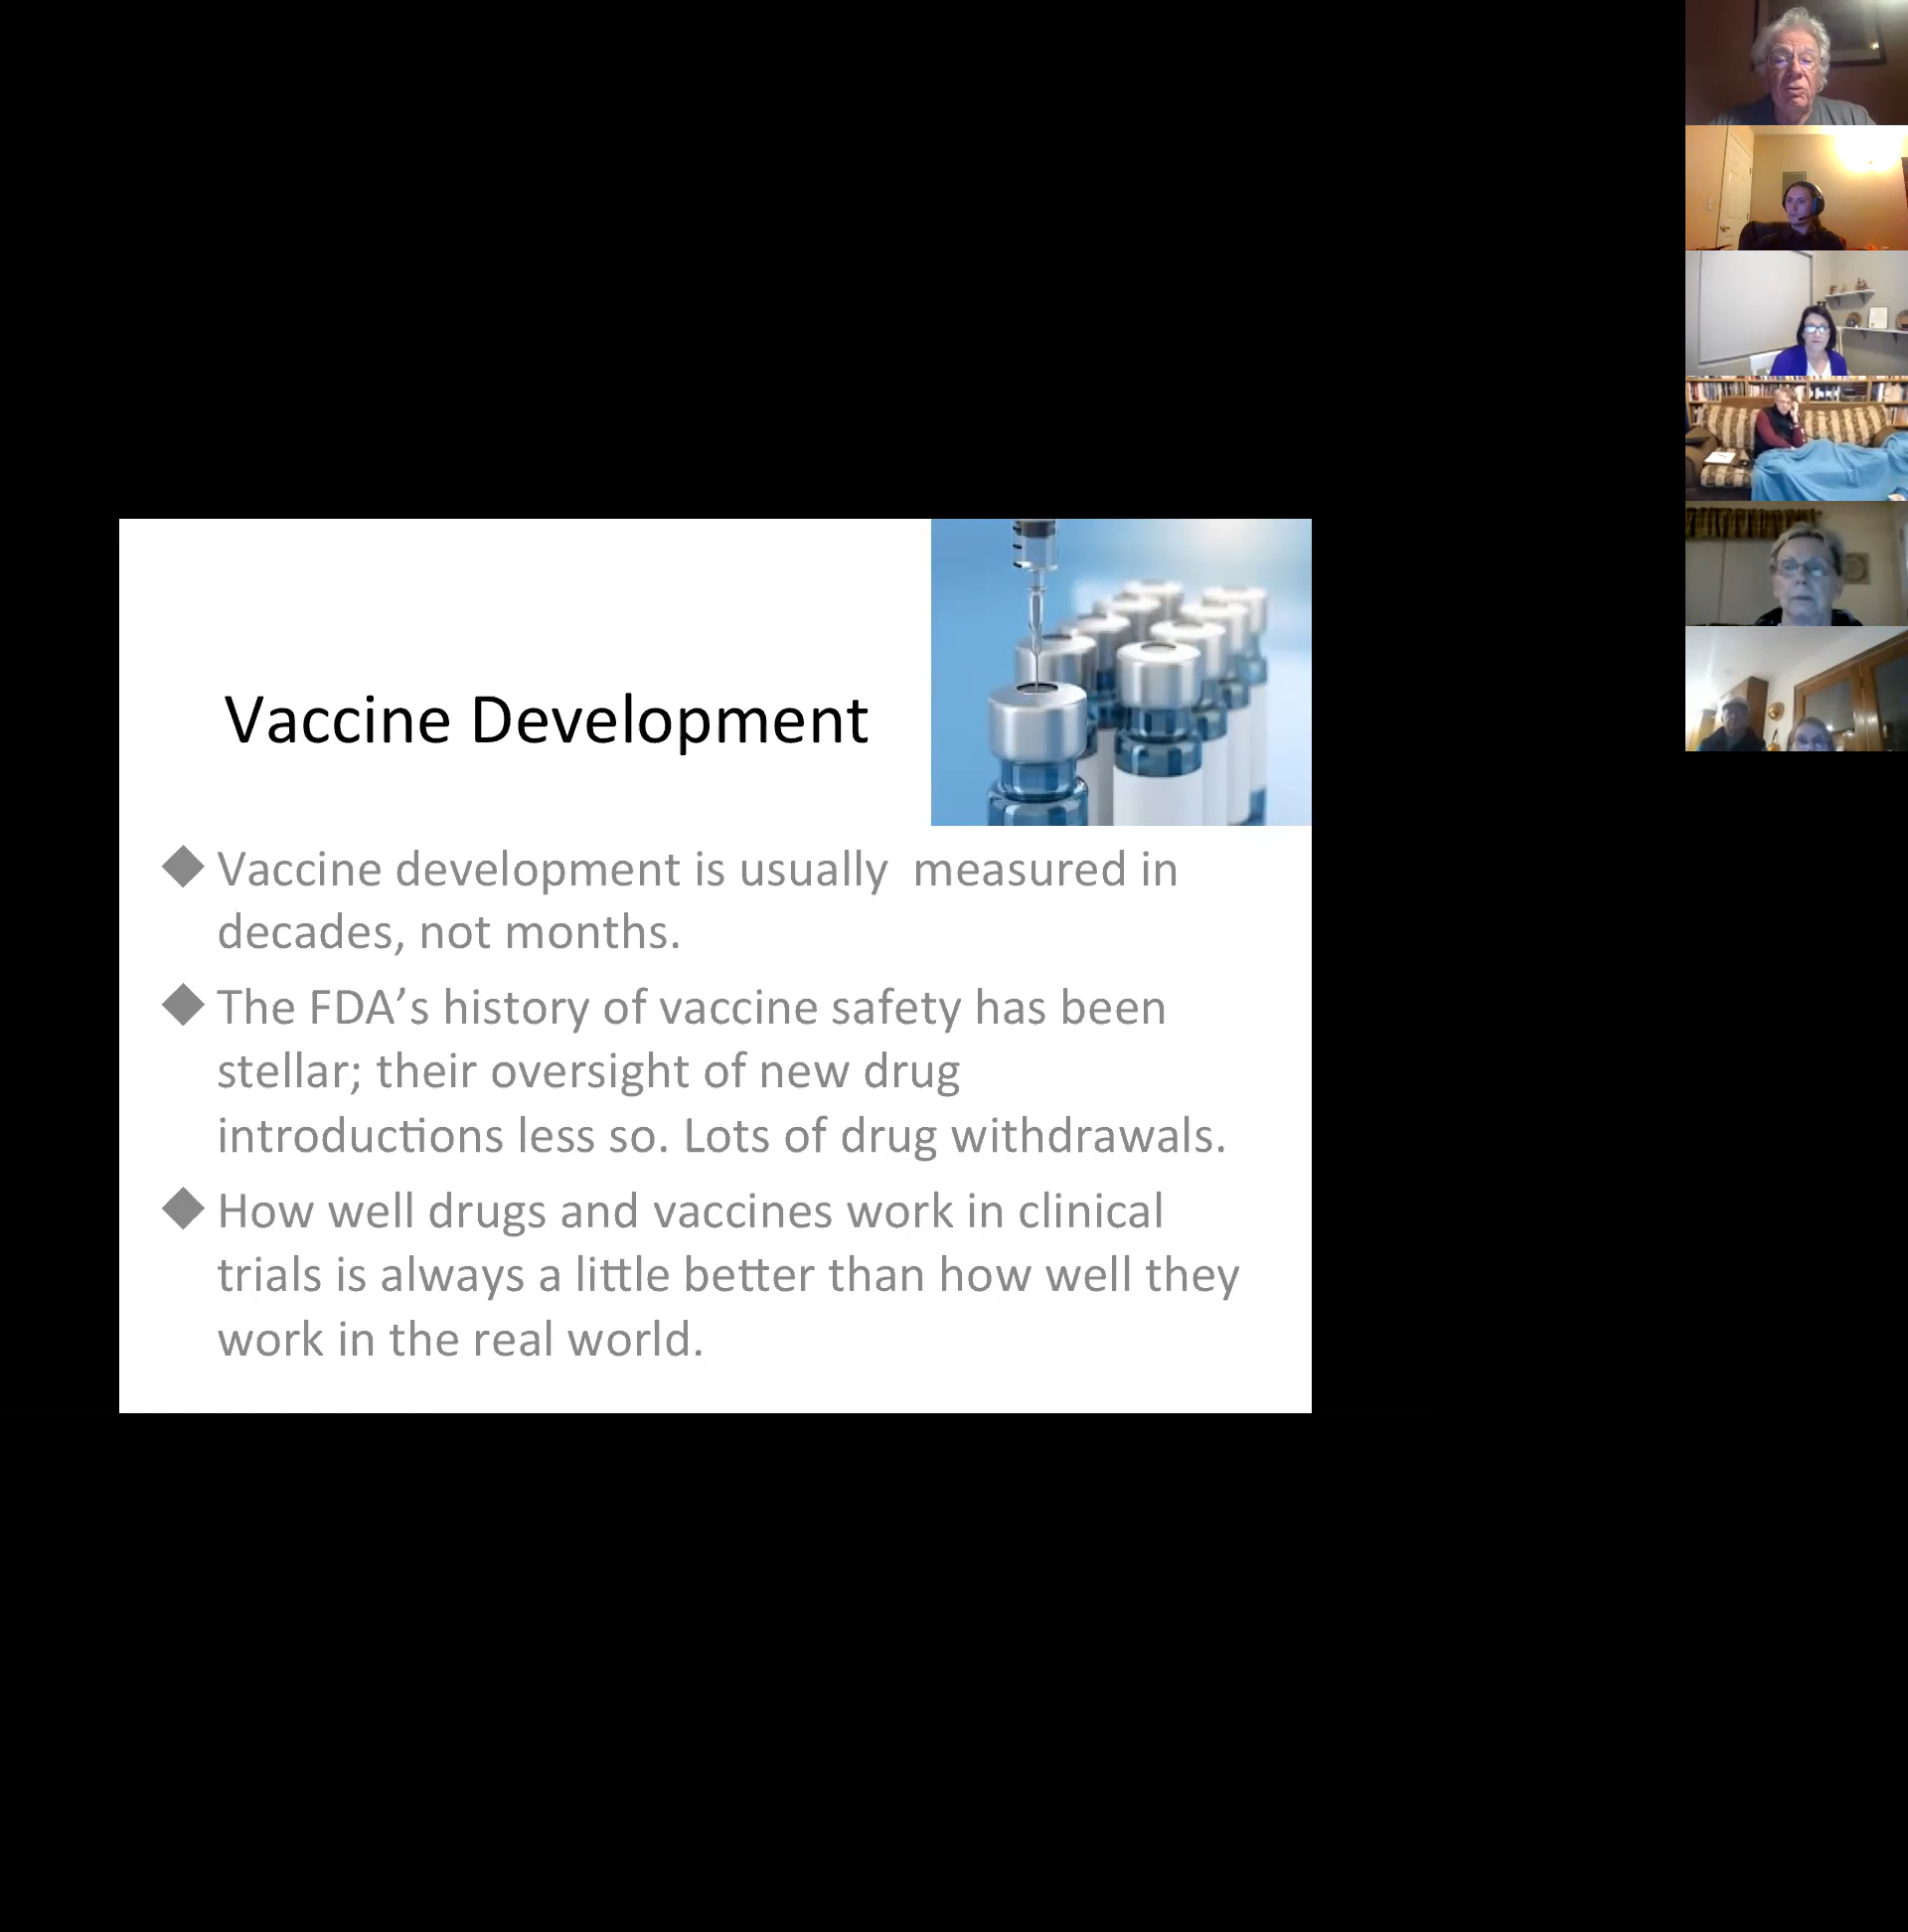 Vaccine Development
Vaccine development is usually  measured in
decades, not months.
The FDA’s history of vaccine safety has been
stellar; their oversight of new drug
introductions less so. Lots of drug withdrawals.
How well drugs and vaccines work in clinical
trials is always a little better than how well they
work in the real world.